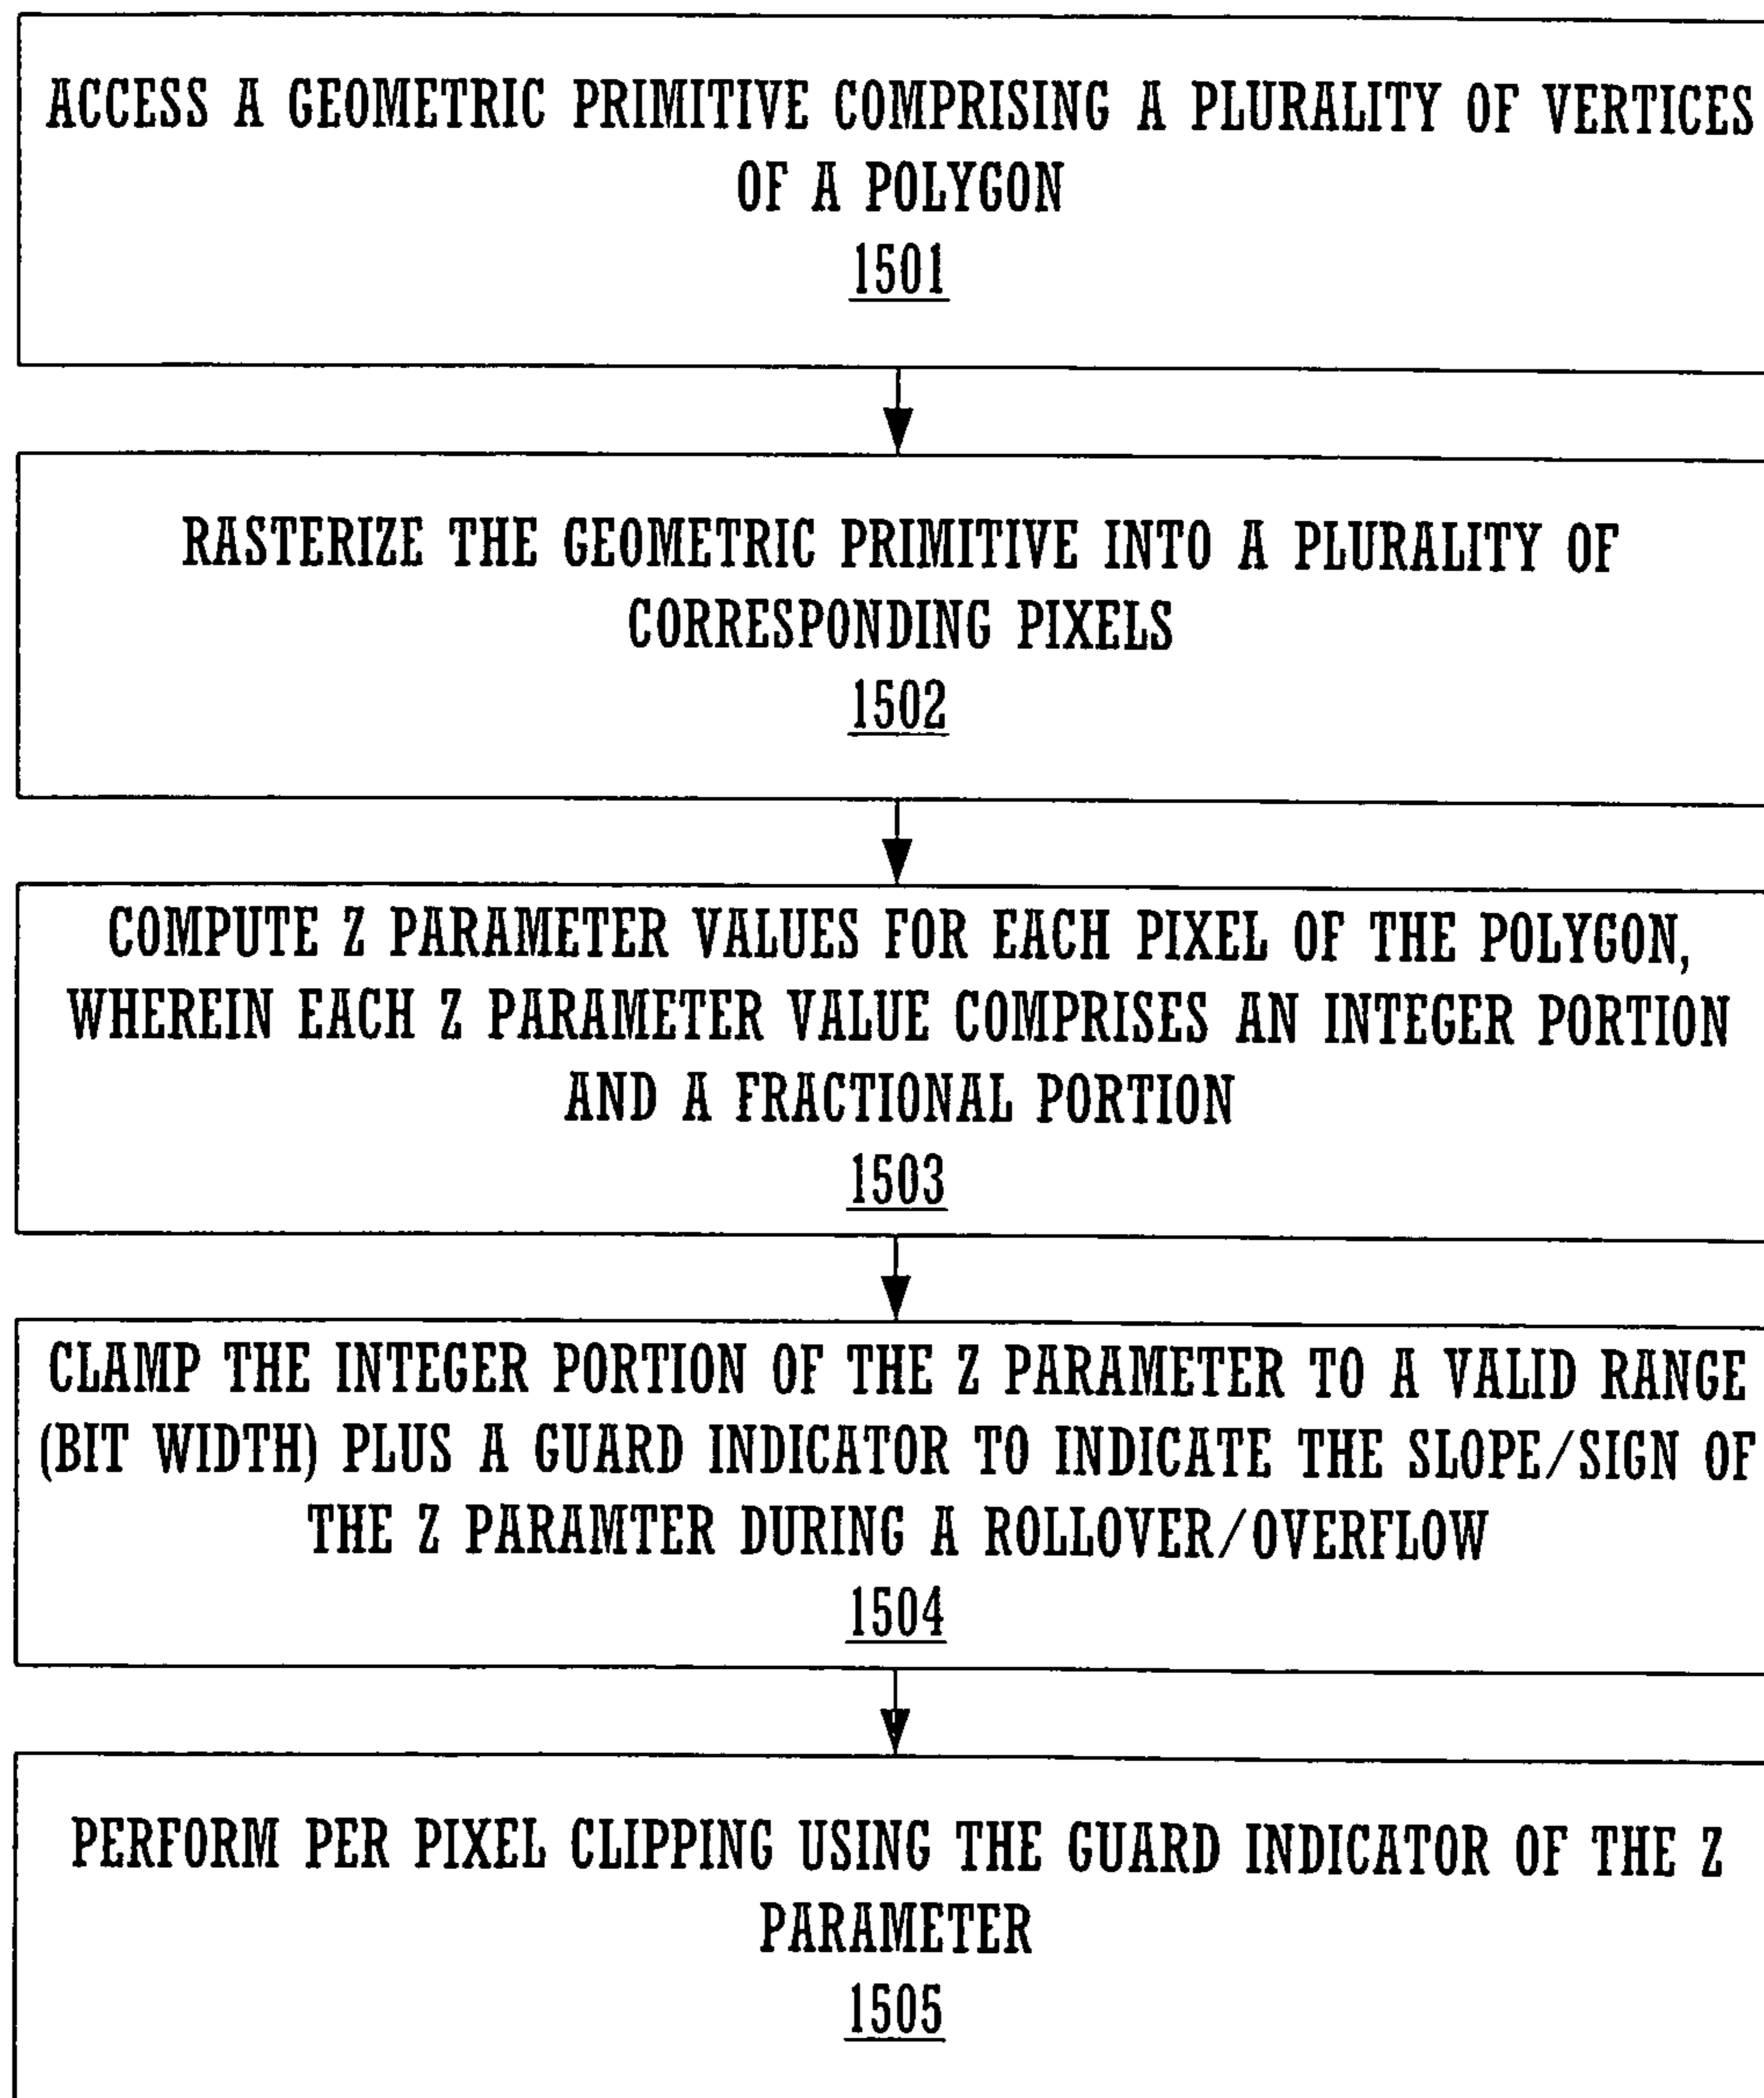 ACCESS A GEOMETRIC PRIMITIVE COMPRISING A PLURALITY OF VERTICES
OF A POLYGON
1501
RASTERIZE THE GEOMETRIC PRIMITIVE INTO A PLURALITY OF
CORRESPONDING PIXELS
1502
COMPUTE Z PARAMETER VALUES FOR EACH PIXEL OF THE POLYGON,
WHEREIN EACH Z PARAMETER VALUE COMPRISES AN INTEGER PORTION
AND A FRACTIONAL PORTION
1503
CLAMP THE INTEGER PORTION OF THE Z PARAMETER TO A VALID RANGE
(BIT WIDTH) PLUS A GUARD INDICATOR TO INDICATE THE SLOPE/SIGN OF
THE Z PARAMTER DURING A ROLLOVER/OVERFLOW
1504
PERFORM PER PIXEL CLIPPING USING THE GUARD INDICATOR OF THE Z
PARAMETER
1505